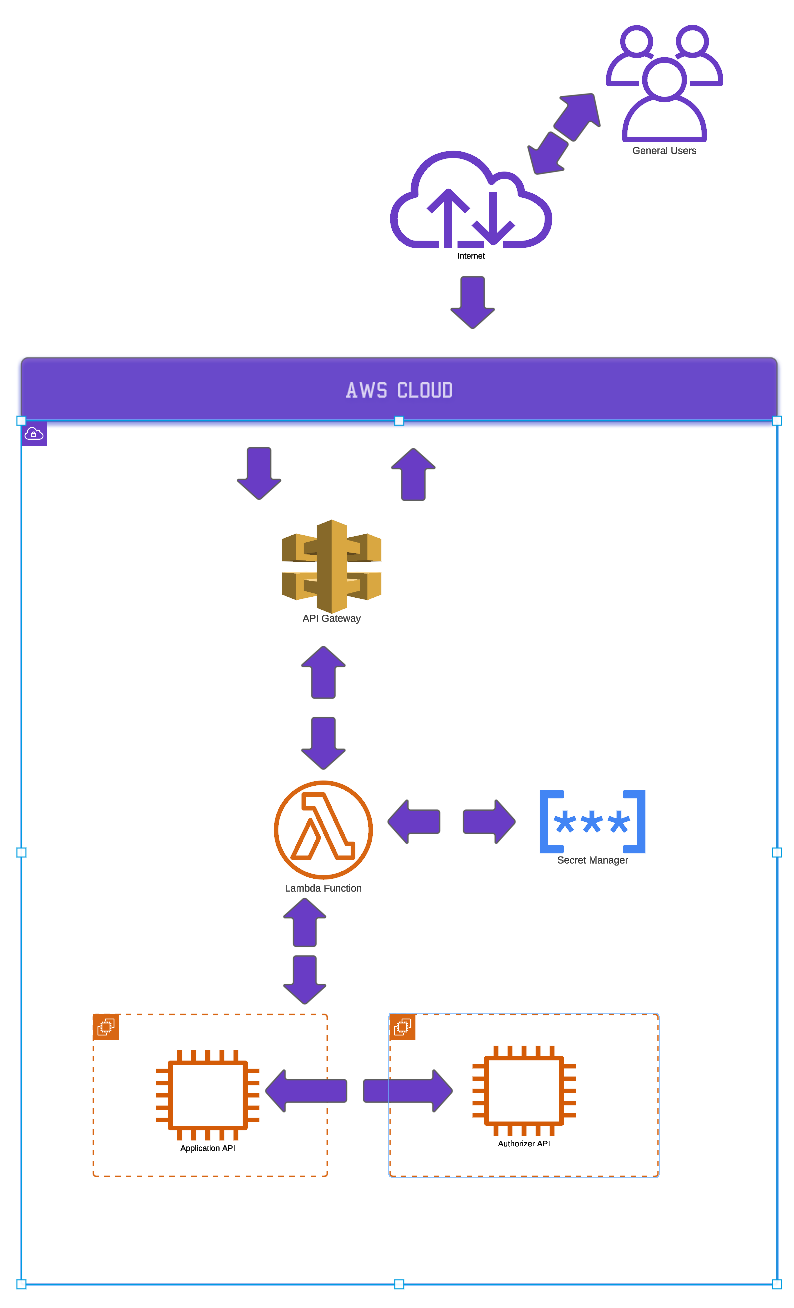 General Users
Internet
AWS CLOUD
API Gateway
Lambda Function
***
Secret Manager
Application API
Authorizer API